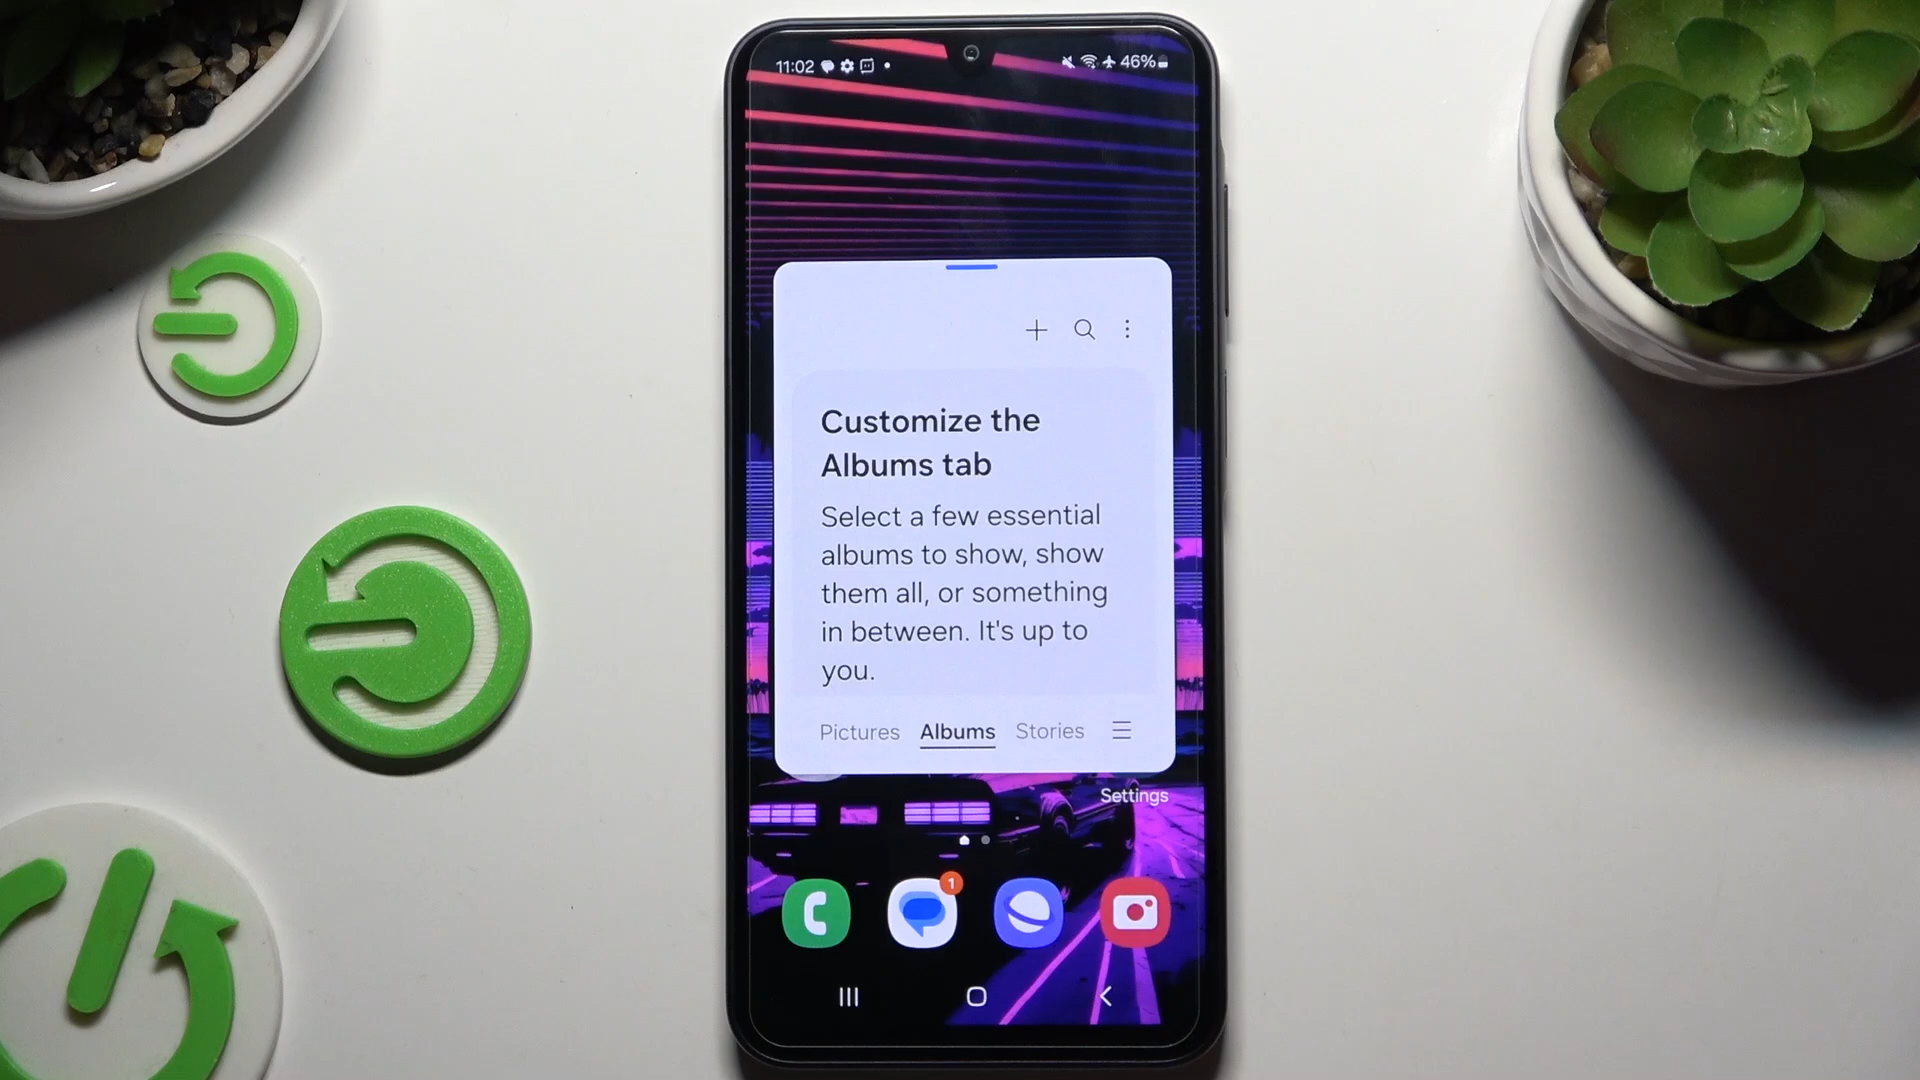 11:02 46%
Customize the
Albums tab
Select a few essential
albums to show, show
them all, or something
in between. It's up to
you.
Pictures Albums Stories
Settings
1